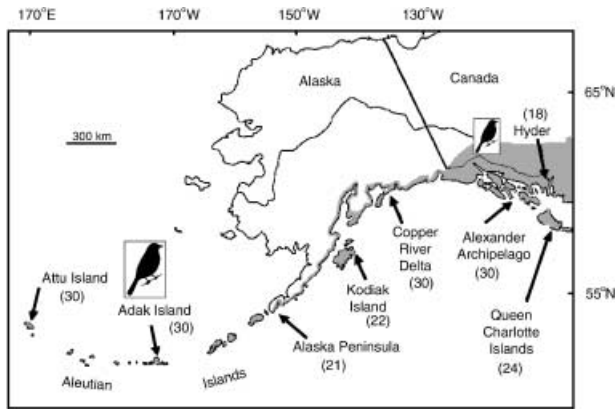 170°E
170°W
150°W
130°W
Alaska
Canada
65°N
(18)
Hyder
300 km
Copper
River
Delta
(30)
Alexander
Archipelago
(30)
Attu Island
(30)
Adak Island
(30)
Kodiak
Island
(22)
55°N
Queen
Charlotte
Islands
(24)
Alaska Peninsula
(21)
Aleutian
Islands